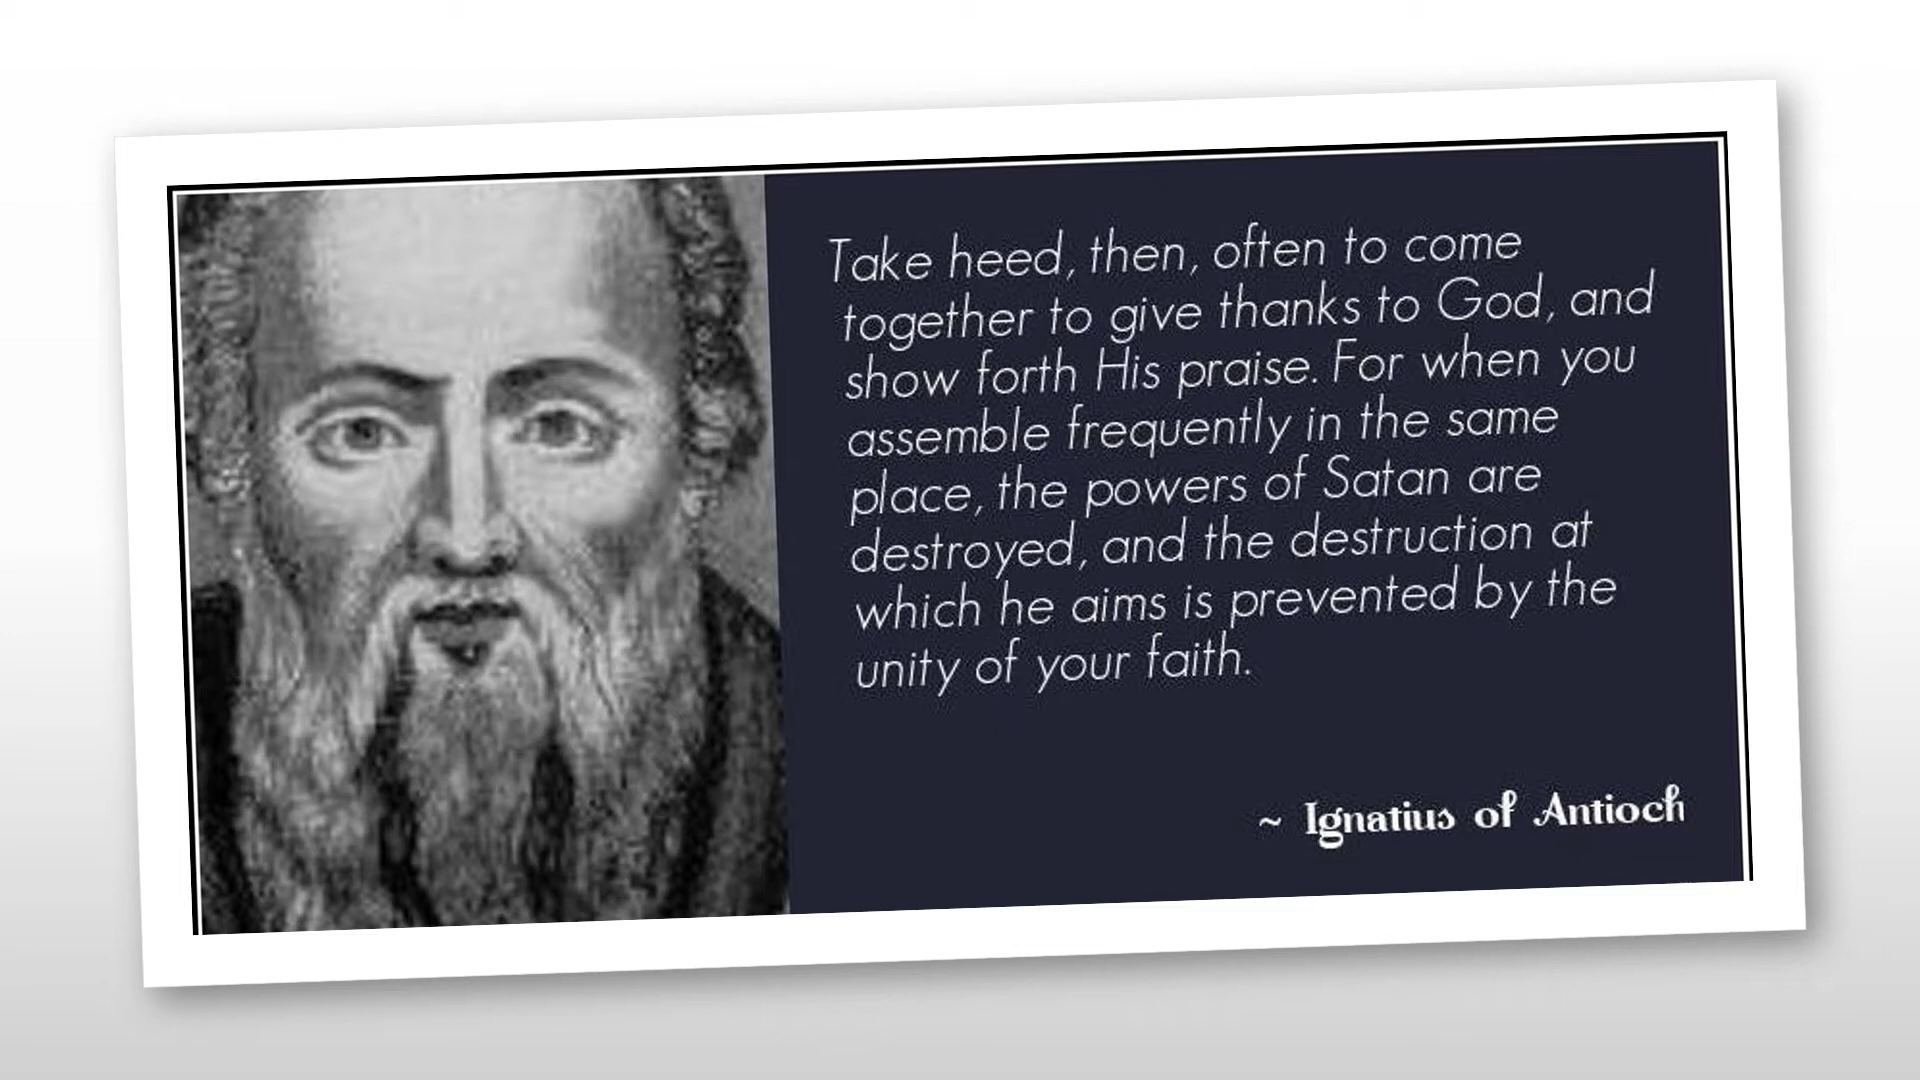 Take heed, then, often to come
together to give thanks to God, and
show forth His praise. For when you
assemble frequently in the same
place, the powers of Satan are
destroyed, and the destruction at
which he aims is prevented by the
unity of your faith.
~ Ignatius of Antioch